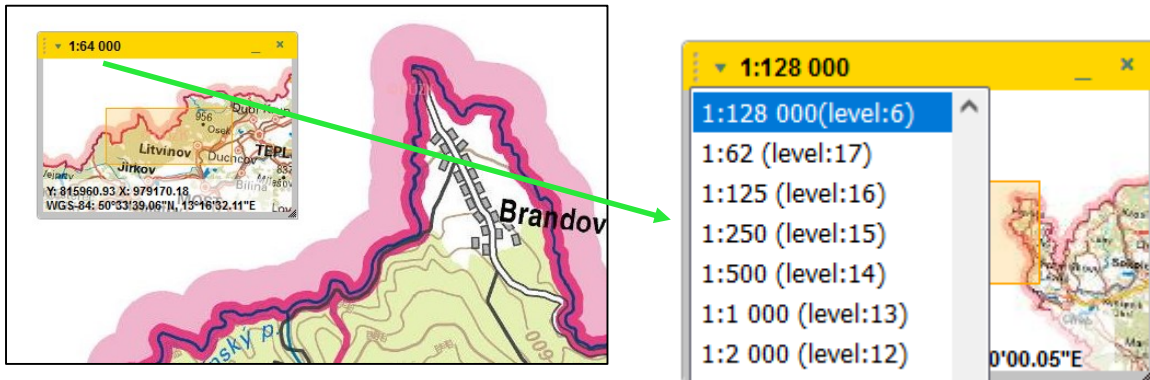 1:64 000
956
Osek
Litvínov
Duchcov
TEPL
Jirkov
Bílina
Y: 815960.93 X: 979170.18
WGS-84: 50°33'39.06"N, 13°16'32.11"E
Brandov
ský p.
600
1:128 000
1:128 000(level:6)
1:62 (level:17)
1:125 (level:16)
1:250 (level:15)
1:500 (level:14)
1:1 000 (level:13)
1:2 000 (level:12)
0'00.05"E